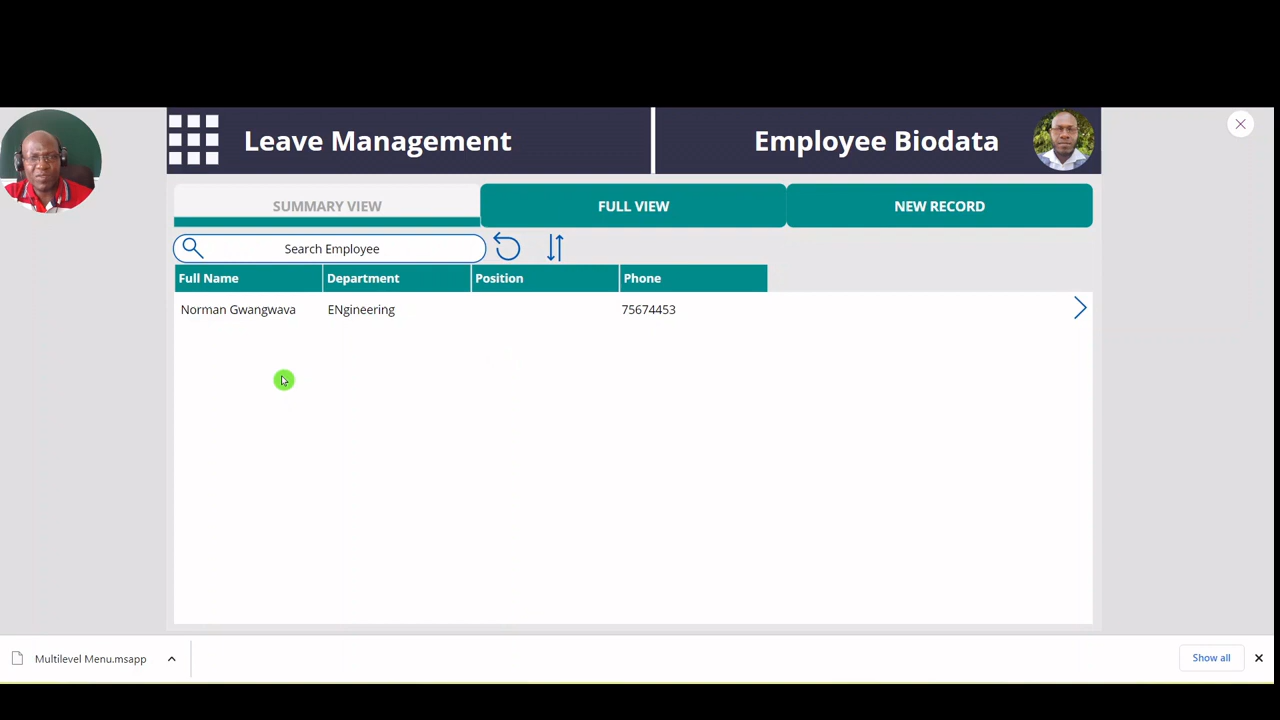 Leave Management
Employee Biodata
SUMMARY VIEW
FULL VIEW
NEW RECORD
Search Employee
Full Name
Department
Position
Phone
Norman Gwangwava
ENgineering
75674453
Multilevel Menu.msapp
Show all